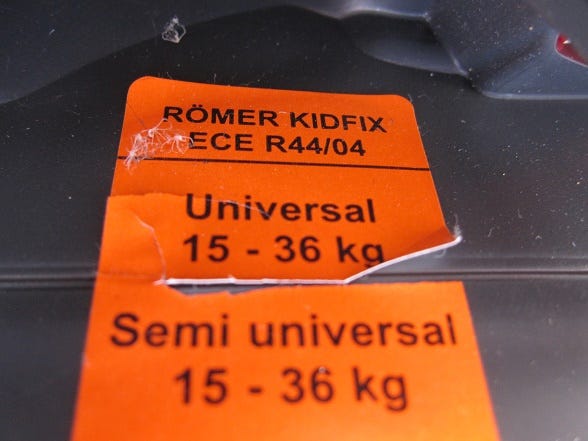 RÖMER KIDFIX
ECE R44/04
Universal
15 - 36 kg
Semi universal
15 - 36 kg